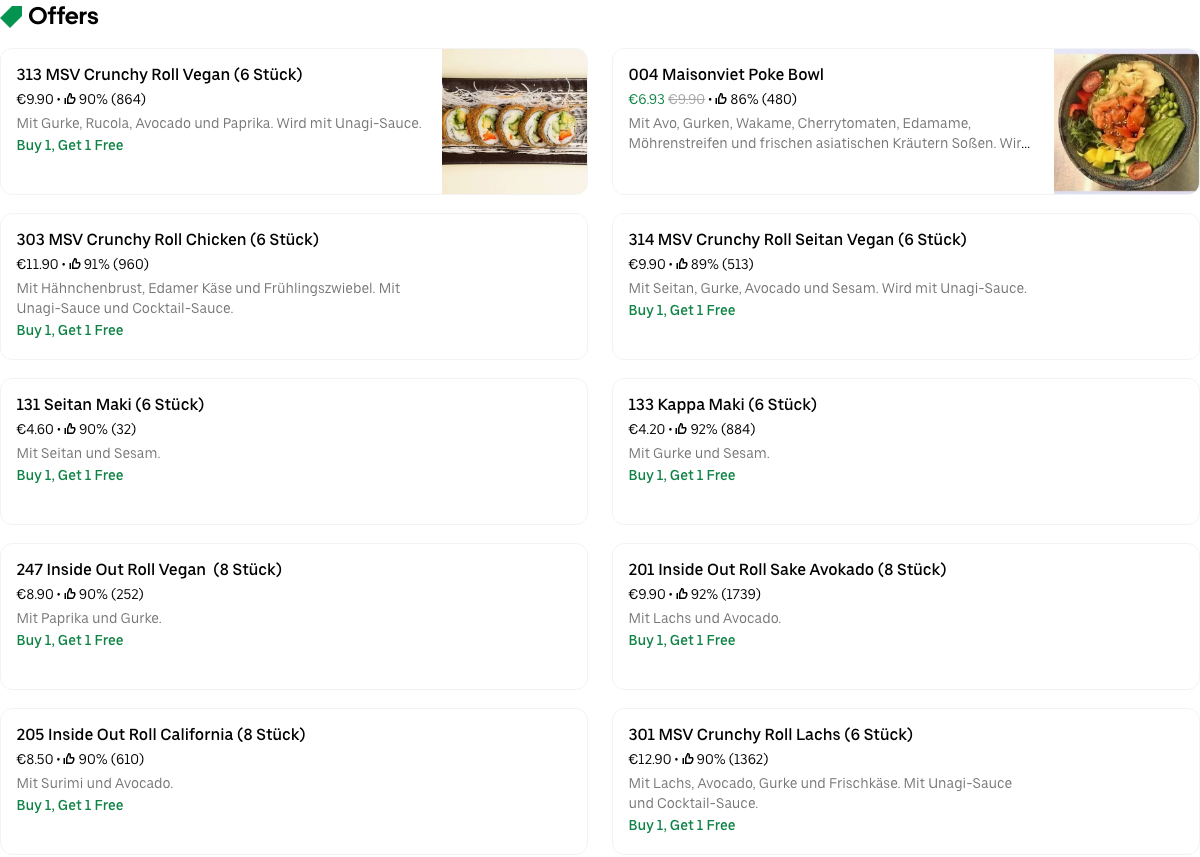 Offers
313 MSV Crunchy Roll Vegan (6 Stück)
€9.90 • 90% (864)
Mit Gurke, Rucola, Avocado und Paprika. Wird mit Unagi-Sauce.
Buy 1, Get 1 Free
004 Maisonviet Poke Bowl
€6.93 €9.90 • 86% (480)
Mit Avo, Gurken, Wakame, Cherrytomaten, Edamame,
Möhrenstreifen und frischen asiatischen Kräutern Soßen. Wir...
303 MSV Crunchy Roll Chicken (6 Stück)
€11.90 • 91% (960)
Mit Hähnchenbrust, Edamer Käse und Frühlingszwiebel. Mit
Unagi-Sauce und Cocktail-Sauce.
Buy 1, Get 1 Free
314 MSV Crunchy Roll Seitan Vegan (6 Stück)
€9.90 • 89% (513)
Mit Seitan, Gurke, Avocado und Sesam. Wird mit Unagi-Sauce.
Buy 1, Get 1 Free
131 Seitan Maki (6 Stück)
€4.60 • 90% (32)
Mit Seitan und Sesam.
Buy 1, Get 1 Free
133 Kappa Maki (6 Stück)
€4.20 • 92% (884)
Mit Gurke und Sesam.
Buy 1, Get 1 Free
247 Inside Out Roll Vegan (8 Stück)
€8.90 • 90% (252)
Mit Paprika und Gurke.
Buy 1, Get 1 Free
201 Inside Out Roll Sake Avokado (8 Stück)
€9.90 • 92% (1739)
Mit Lachs und Avocado.
Buy 1, Get 1 Free
205 Inside Out Roll California (8 Stück)
€8.50 • 90% (610)
Mit Surimi und Avocado.
Buy 1, Get 1 Free
301 MSV Crunchy Roll Lachs (6 Stück)
€12.90 • 90% (1362)
Mit Lachs, Avocado, Gurke und Frischkäse. Mit Unagi-Sauce
und Cocktail-Sauce.
Buy 1, Get 1 Free